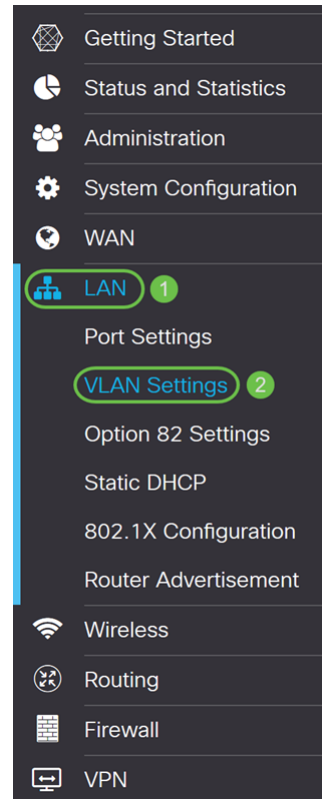 Getting Started
Status and Statistics
Administration
System Configuration
WAN
LAN 1
Port Settings
VLAN Settings 2
Option 82 Settings
Static DHCP
802.1X Configuration
Router Advertisement
Wireless
Routing
Firewall
VPN